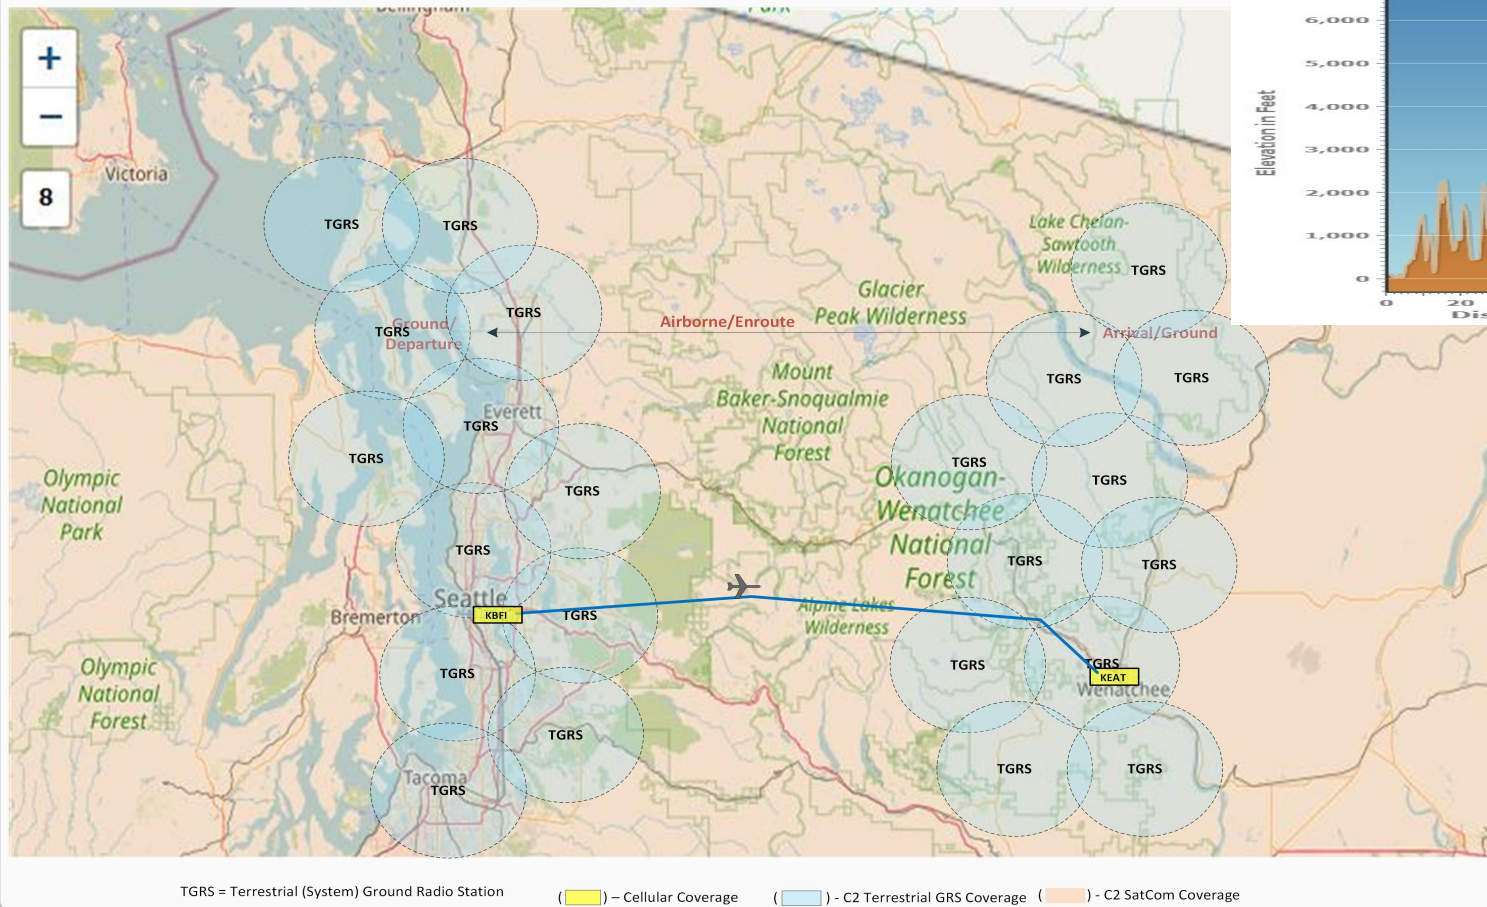 Bellingham
Park
+
−
8
Victoria
6,000
5,000
4,000
3,000
2,000
1,000
0
0
20
Elevation in Feet
TGRS
TGRS
Lake Chelan-
Sawtooth
Wilderness
TGRS
Glacier
Peak Wilderness
TGRS
TGRS
Ground/
Departure
Airborne/Enroute
Arrival/Ground
Mount
Baker-Snoqualmie
National
Forest
TGRS
TGRS
Everett
TGRS
TGRS
TGRS
TGRS
TGRS
Okanogan-
Wenatchee
National
Forest
Olympic
National
Park
TGRS
TGRS
TGRS
TGRS
Seattle
KBFI
TGRS
Bremerton
Alpine Lakes
Wilderness
TGRS
TGRS
TGRS
KEAT
Wenatchee
Olympic
National
Forest
TGRS
TGRS
TGRS
Tacoma
TGRS
TGRS = Terrestrial (System) Ground Radio Station
( ) – Cellular Coverage
( ) - C2 Terrestrial GRS Coverage
( ) - C2 SatCom Coverage